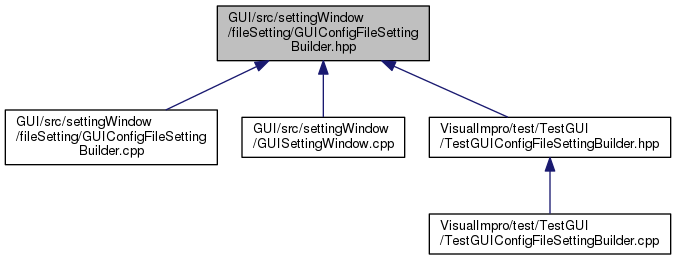 GUI/src/settingWindow
/fileSetting/GUIConfigFileSetting
Builder.hpp
GUI/src/settingWindow
/fileSetting/GUIConfigFileSetting
Builder.cpp
GUI/src/settingWindow
/GUISettingWindow.cpp
VisualImpro/test/TestGUI
/TestGUIConfigFileSettingBuilder.hpp
VisualImpro/test/TestGUI
/TestGUIConfigFileSettingBuilder.cpp